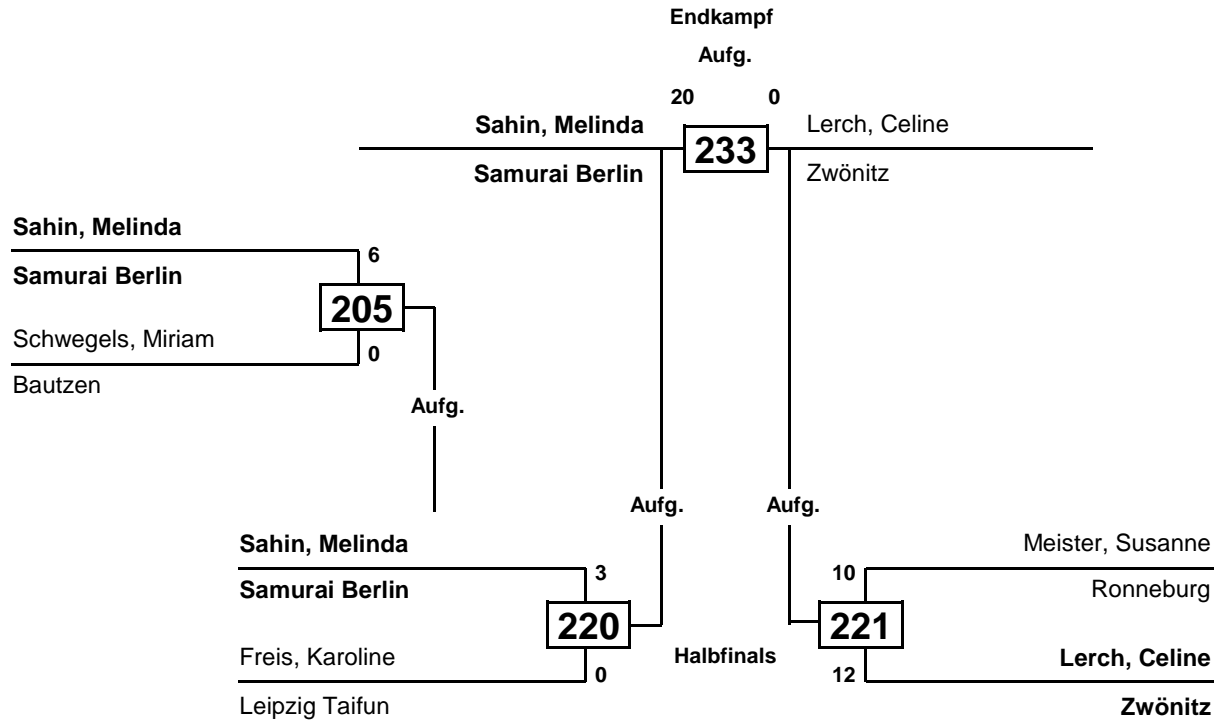 Endkampf
Aufg.
20 0
Sahin, Melinda 233 Lerch, Celine
Samurai Berlin Zwönitz
Sahin, Melinda
6
Samurai Berlin
205
Schwegels, Miriam
0
Bautzen
Aufg.
Aufg. Aufg.
Sahin, Melinda Meister, Susanne
3 10
Samurai Berlin Ronneburg
220 221
Freis, Karoline Halbfinals Lerch, Celine
0 12
Leipzig Taifun Zwönitz